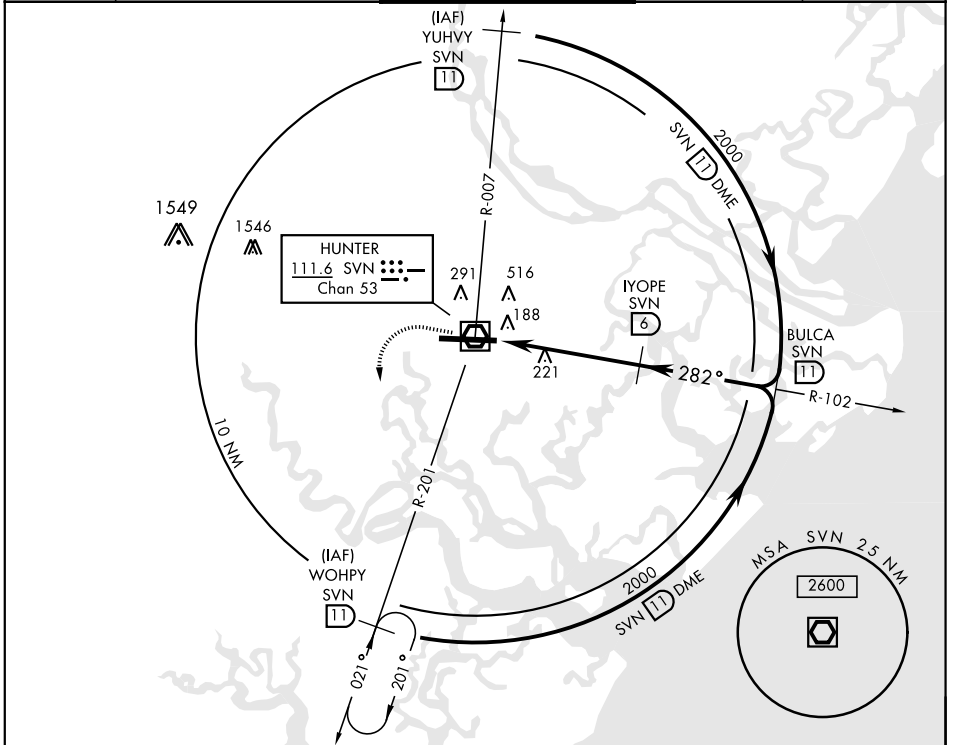 (IAF)
YUHVY
SVN
11
2000
SVN 11 DME
R-007
1549
1546
HUNTER
111.6 SVN
Chan 53
291
516
188
221
IYOPE
SVN
6
282°
BULCA
SVN
11
R-102
10 NM
R-201
(IAF)
WOHPY
SVN
11
2000
SVN 11 DME
021°
201°
MSA SVN 25 NM
2600